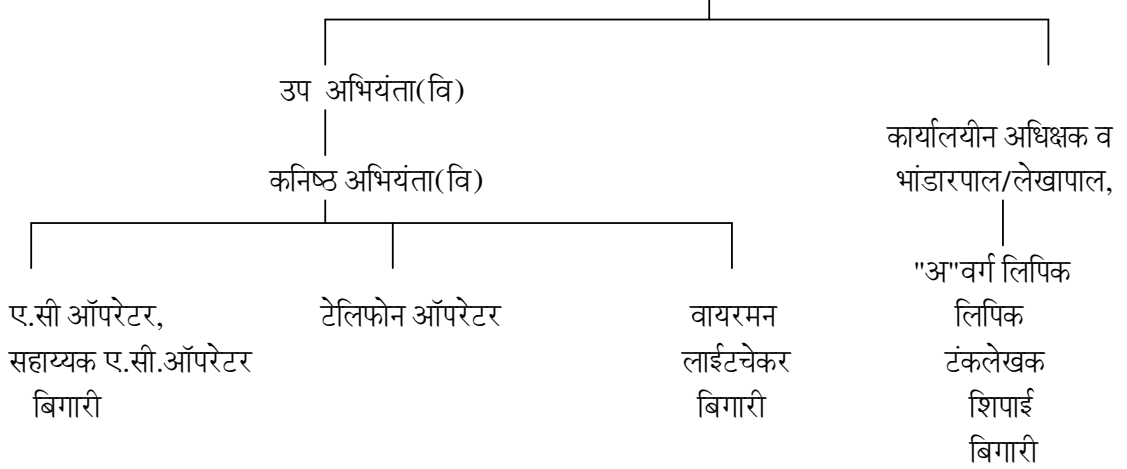 उप अभियंता(वि)
कनिष्ठ अभियंता(वि)
कार्यालयीन अधिक्षक व
भांडारपाल/लेखापाल,
ए.सी ऑपरेटर,
सहाय्यक ए.सी.ऑपरेटर
बिगारी
टेलिफोन ऑपरेटर
वायरमन
लाईटचेकर
बिगारी
"अ"वर्ग लिपिक
लिपिक
टंकलेखक
शिपाई
बिगारी